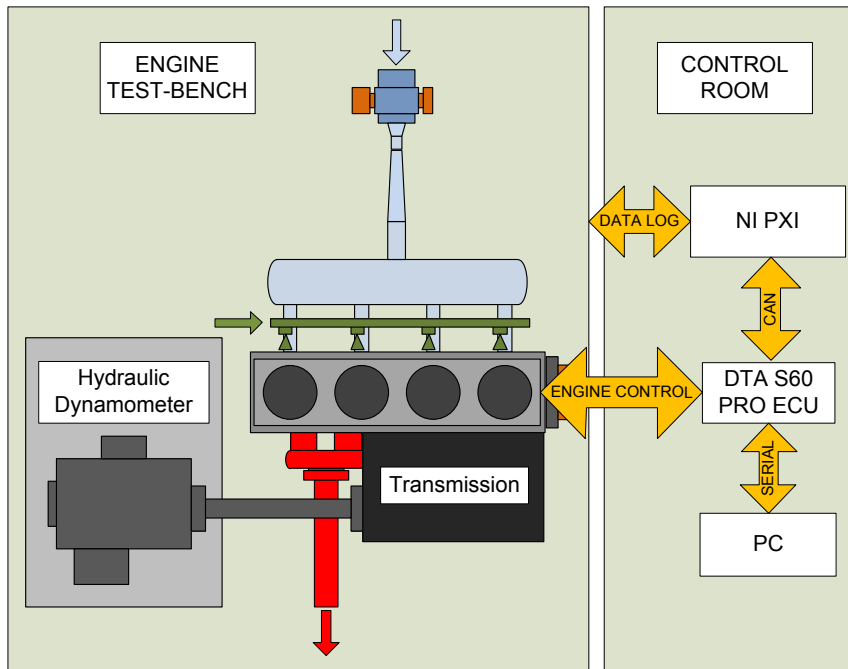 ENGINE
TEST-BENCH
CONTROL
ROOM
DATA LOG
NI PXI
CAN
Hydraulic
Dynamometer
ENGINE CONTROL
DTA S60
PRO ECU
Transmission
SERIAL
PC